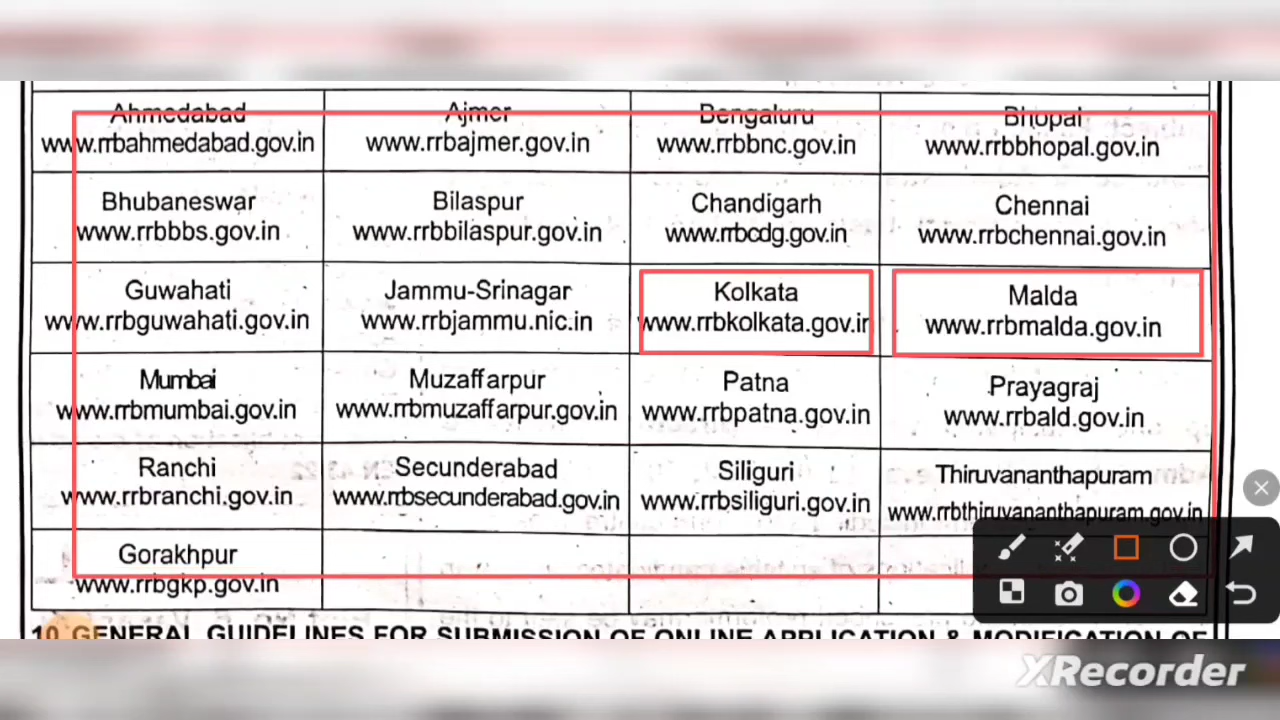 Ahmedabad
www.rrbahmedabad.gov.in
Ajmer
www.rrbajmer.gov.in
Bengaluru
www.rrbbnc.gov.in
Bhopal
www.rrbbhopal.gov.in
Bhubaneswar
www.rrbbbs.gov.in
Bilaspur
www.rrbbilaspur.gov.in
Chandigarh
www.rrbcdg.gov.in
Chennai
www.rrbchennai.gov.in
Guwahati
www.rrbguwahati.gov.in
Jammu-Srinagar
www.rrbjammu.nic.in
Kolkata
www.rrbkolkata.gov.in
Malda
www.rrbmalda.gov.in
Mumbai
www.rrbmumbai.gov.in
Muzaffarpur
www.rrbmuzaffarpur.gov.in
Patna
www.rrbpatna.gov.in
Prayagraj
www.rrbald.gov.in
Ranchi
www.rrbranchi.gov.in
Secunderabad
www.rrbsecunderabad.gov.in
Siliguri
www.rrbsiliguri.gov.in
Thiruvananthapuram
www.rrbthiruvananthapuram.gov.in
Gorakhpur
www.rrbgkp.gov.in
10. GENERAL GUIDELINES FOR SUBMISSION OF ONLINE APPLICATION & MODIFICATION OF
XRecorder